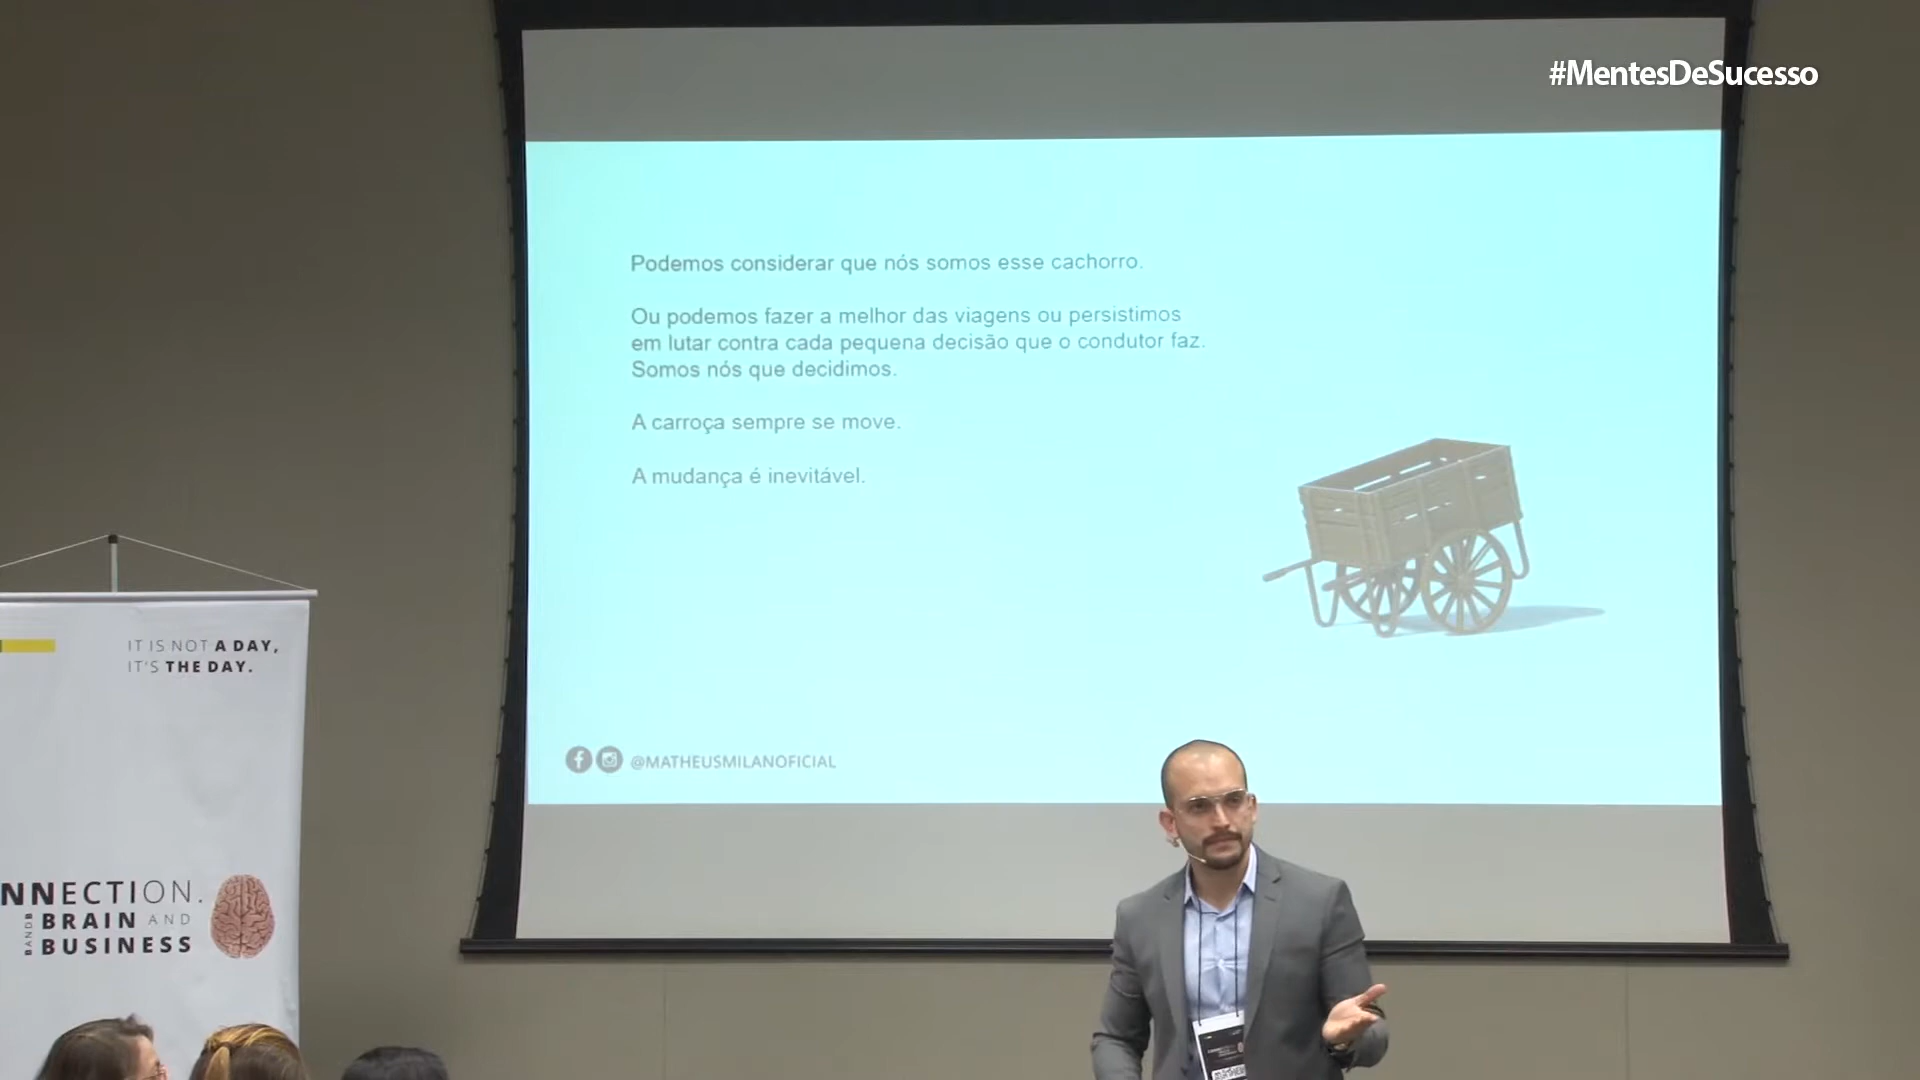 #MentesDeSucesso
Podemos considerar que nós somos esse cachorro.
Ou podemos fazer a melhor das viagens ou persistimos
em lutar contra cada pequena decisão que o condutor faz.
Somos nós que decidimos.
A carroça sempre se move.
A mudança é inevitável.
@MATHEUSMILANOFICIAL
IT IS NOT A DAY,
IT'S THE DAY.
NNECTION.
BANDB
BRAIN AND
BUSINESS